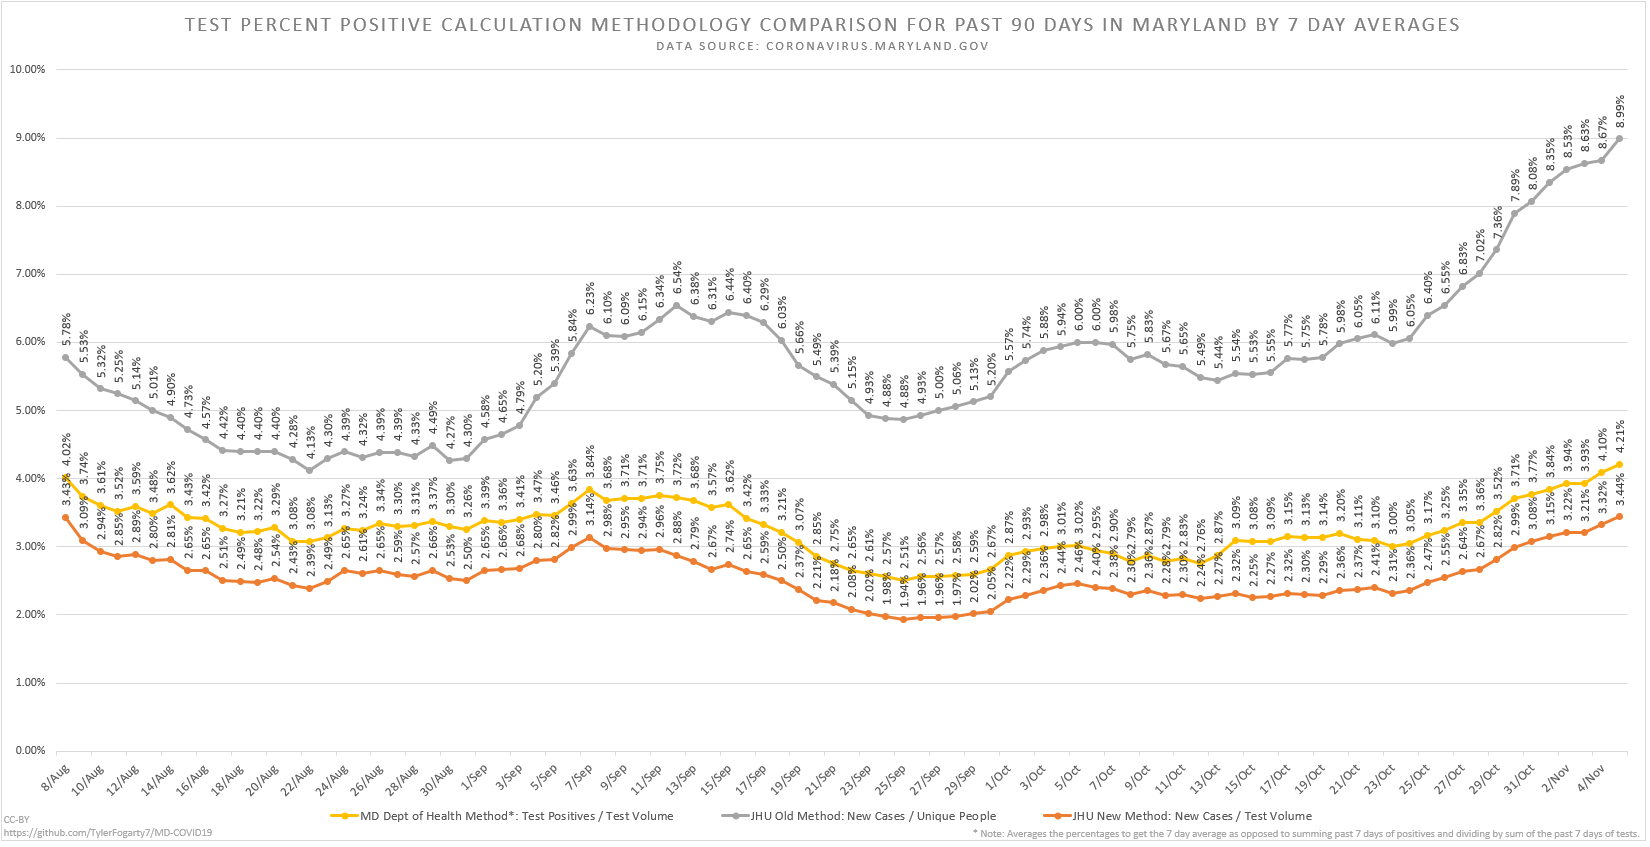 TEST PERCENT POSITIVE CALCULATION METHODOLOGY COMPARISON FOR PAST 90 DAYS IN MARYLAND BY 7 DAY AVERAGES
DATA SOURCE: CORONAVIRUS.MARYLAND.GOV
10.00%
9.00%
8.00%
7.00%
6.00%
5.00%
4.00%
3.00%
2.00%
1.00%
0.00%
5.78% 5.53% 5.32% 5.25% 5.14% 5.01% 4.90% 4.73% 4.57% 4.42% 4.40% 4.40% 4.40% 4.28% 4.13% 4.30% 4.39% 4.32% 4.39% 4.39% 4.33% 4.49% 4.27% 4.30% 4.58% 4.65% 4.79% 5.20% 5.39% 5.84% 6.23% 6.10% 6.09% 6.15% 6.34% 6.54% 6.38% 6.31% 6.44% 6.40% 6.29% 6.03% 5.66% 5.49% 5.39% 5.15% 4.93% 4.88% 4.88% 4.93% 5.00% 5.06% 5.13% 5.20% 5.57% 5.74% 5.88% 5.94% 6.00% 6.00% 5.98% 5.75% 5.83% 5.67% 5.65% 5.49% 5.44% 5.54% 5.53% 5.55% 5.77% 5.75% 5.78% 5.98% 6.05% 6.11% 5.99% 6.05% 6.40% 6.55% 6.83% 7.02% 7.36% 7.89% 8.08% 8.35% 8.53% 8.63% 8.67% 8.99%
4.02% 3.74% 3.61% 3.52% 3.59% 3.48% 3.62% 3.43% 3.42% 3.27% 3.21% 3.22% 3.29% 3.08% 3.08% 3.13% 3.27% 3.24% 3.34% 3.30% 3.31% 3.37% 3.30% 3.26% 3.39% 3.36% 3.41% 3.47% 3.46% 3.63% 3.84% 3.68% 3.71% 3.71% 3.75% 3.72% 3.68% 3.57% 3.62% 3.42% 3.33% 3.21% 3.07% 2.85% 2.75% 2.65% 2.61% 2.57% 2.51% 2.56% 2.57% 2.58% 2.59% 2.67% 2.87% 2.93% 2.98% 3.01% 3.02% 2.95% 2.90% 2.79% 2.87% 2.79% 2.83% 2.76% 2.87% 3.09% 3.08% 3.09% 3.15% 3.13% 3.14% 3.20% 3.11% 3.10% 3.00% 3.05% 3.17% 3.25% 3.35% 3.36% 3.52% 3.71% 3.77% 3.84% 3.94% 3.93% 4.10% 4.21%
3.43% 3.09% 2.94% 2.85% 2.89% 2.80% 2.81% 2.65% 2.65% 2.51% 2.49% 2.48% 2.54% 2.43% 2.39% 2.49% 2.65% 2.61% 2.65% 2.59% 2.57% 2.66% 2.53% 2.50% 2.65% 2.66% 2.68% 2.80% 2.82% 2.99% 3.14% 2.98% 2.95% 2.94% 2.96% 2.88% 2.79% 2.67% 2.74% 2.65% 2.59% 2.50% 2.37% 2.21% 2.18% 2.08% 2.02% 1.98% 1.94% 1.96% 1.96% 1.97% 2.02% 2.05% 2.22% 2.29% 2.36% 2.44% 2.40% 2.38% 2.30% 2.28% 2.30% 2.24% 2.27% 2.32% 2.25% 2.27% 2.32% 2.30% 2.29% 2.36% 2.37% 2.41% 2.31% 2.36% 2.47% 2.55% 2.64% 2.67% 2.82% 2.99% 3.08% 3.15% 3.22% 3.21% 3.32% 3.44%
8/Aug 10/Aug 12/Aug 14/Aug 16/Aug 18/Aug 20/Aug 22/Aug 24/Aug 26/Aug 28/Aug 30/Aug 1/Sep 3/Sep 5/Sep 7/Sep 9/Sep 11/Sep 13/Sep 15/Sep 17/Sep 19/Sep 21/Sep 23/Sep 25/Sep 27/Sep 29/Sep 1/Oct 3/Oct 5/Oct 7/Oct 9/Oct 11/Oct 13/Oct 15/Oct 17/Oct 19/Oct 21/Oct 23/Oct 25/Oct 27/Oct 29/Oct 31/Oct 2/Nov 4/Nov
MD Dept of Health Method*: Test Positives / Test Volume
JHU Old Method: New Cases / Unique People
JHU New Method: New Cases / Test Volume
CC-BY
https://github.com/TylerFogarty7/MD-COVID19
* Note: Averages the percentages to get the 7 day average as opposed to summing past 7 days of positives and dividing by sum of the past 7 days of tests.